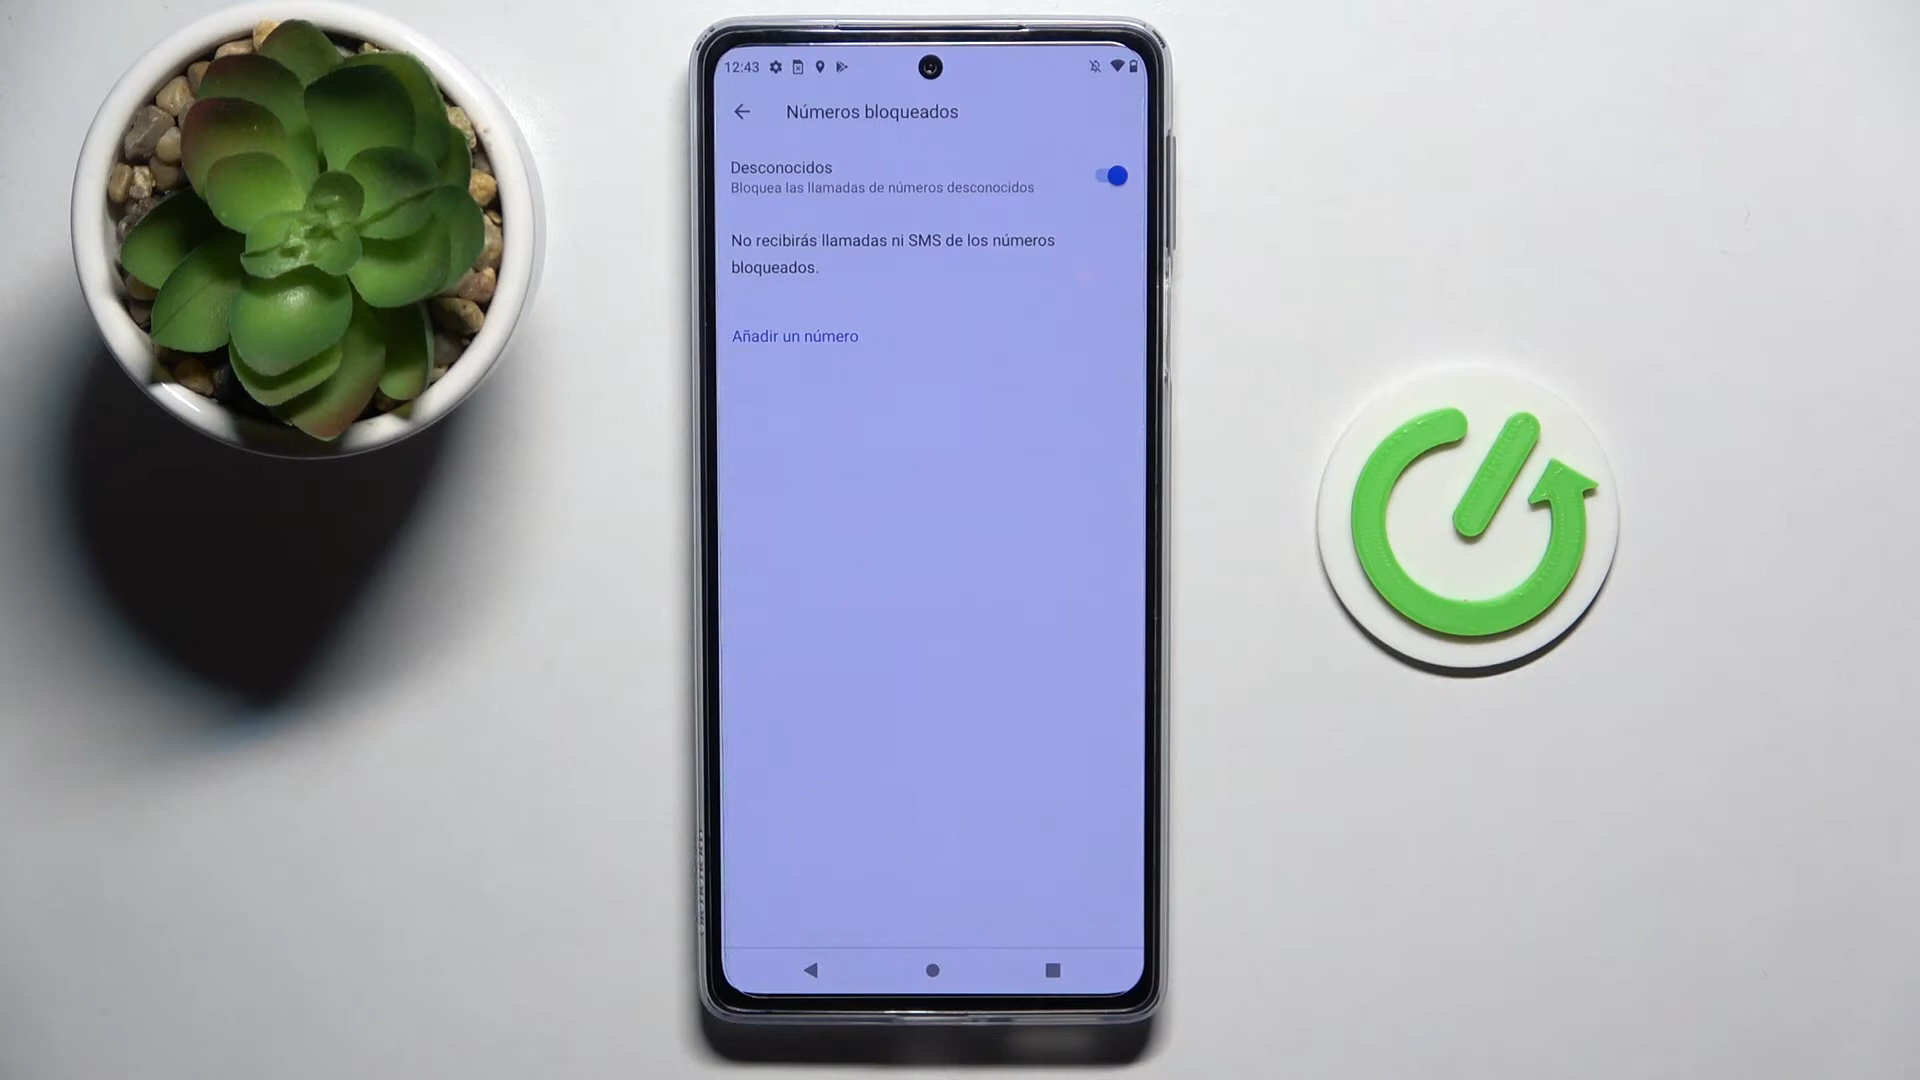 12:43
Números bloqueados
Desconocidos
Bloquea las llamadas de números desconocidos
No recibirás llamadas ni SMS de los números
bloqueados.
Añadir un número